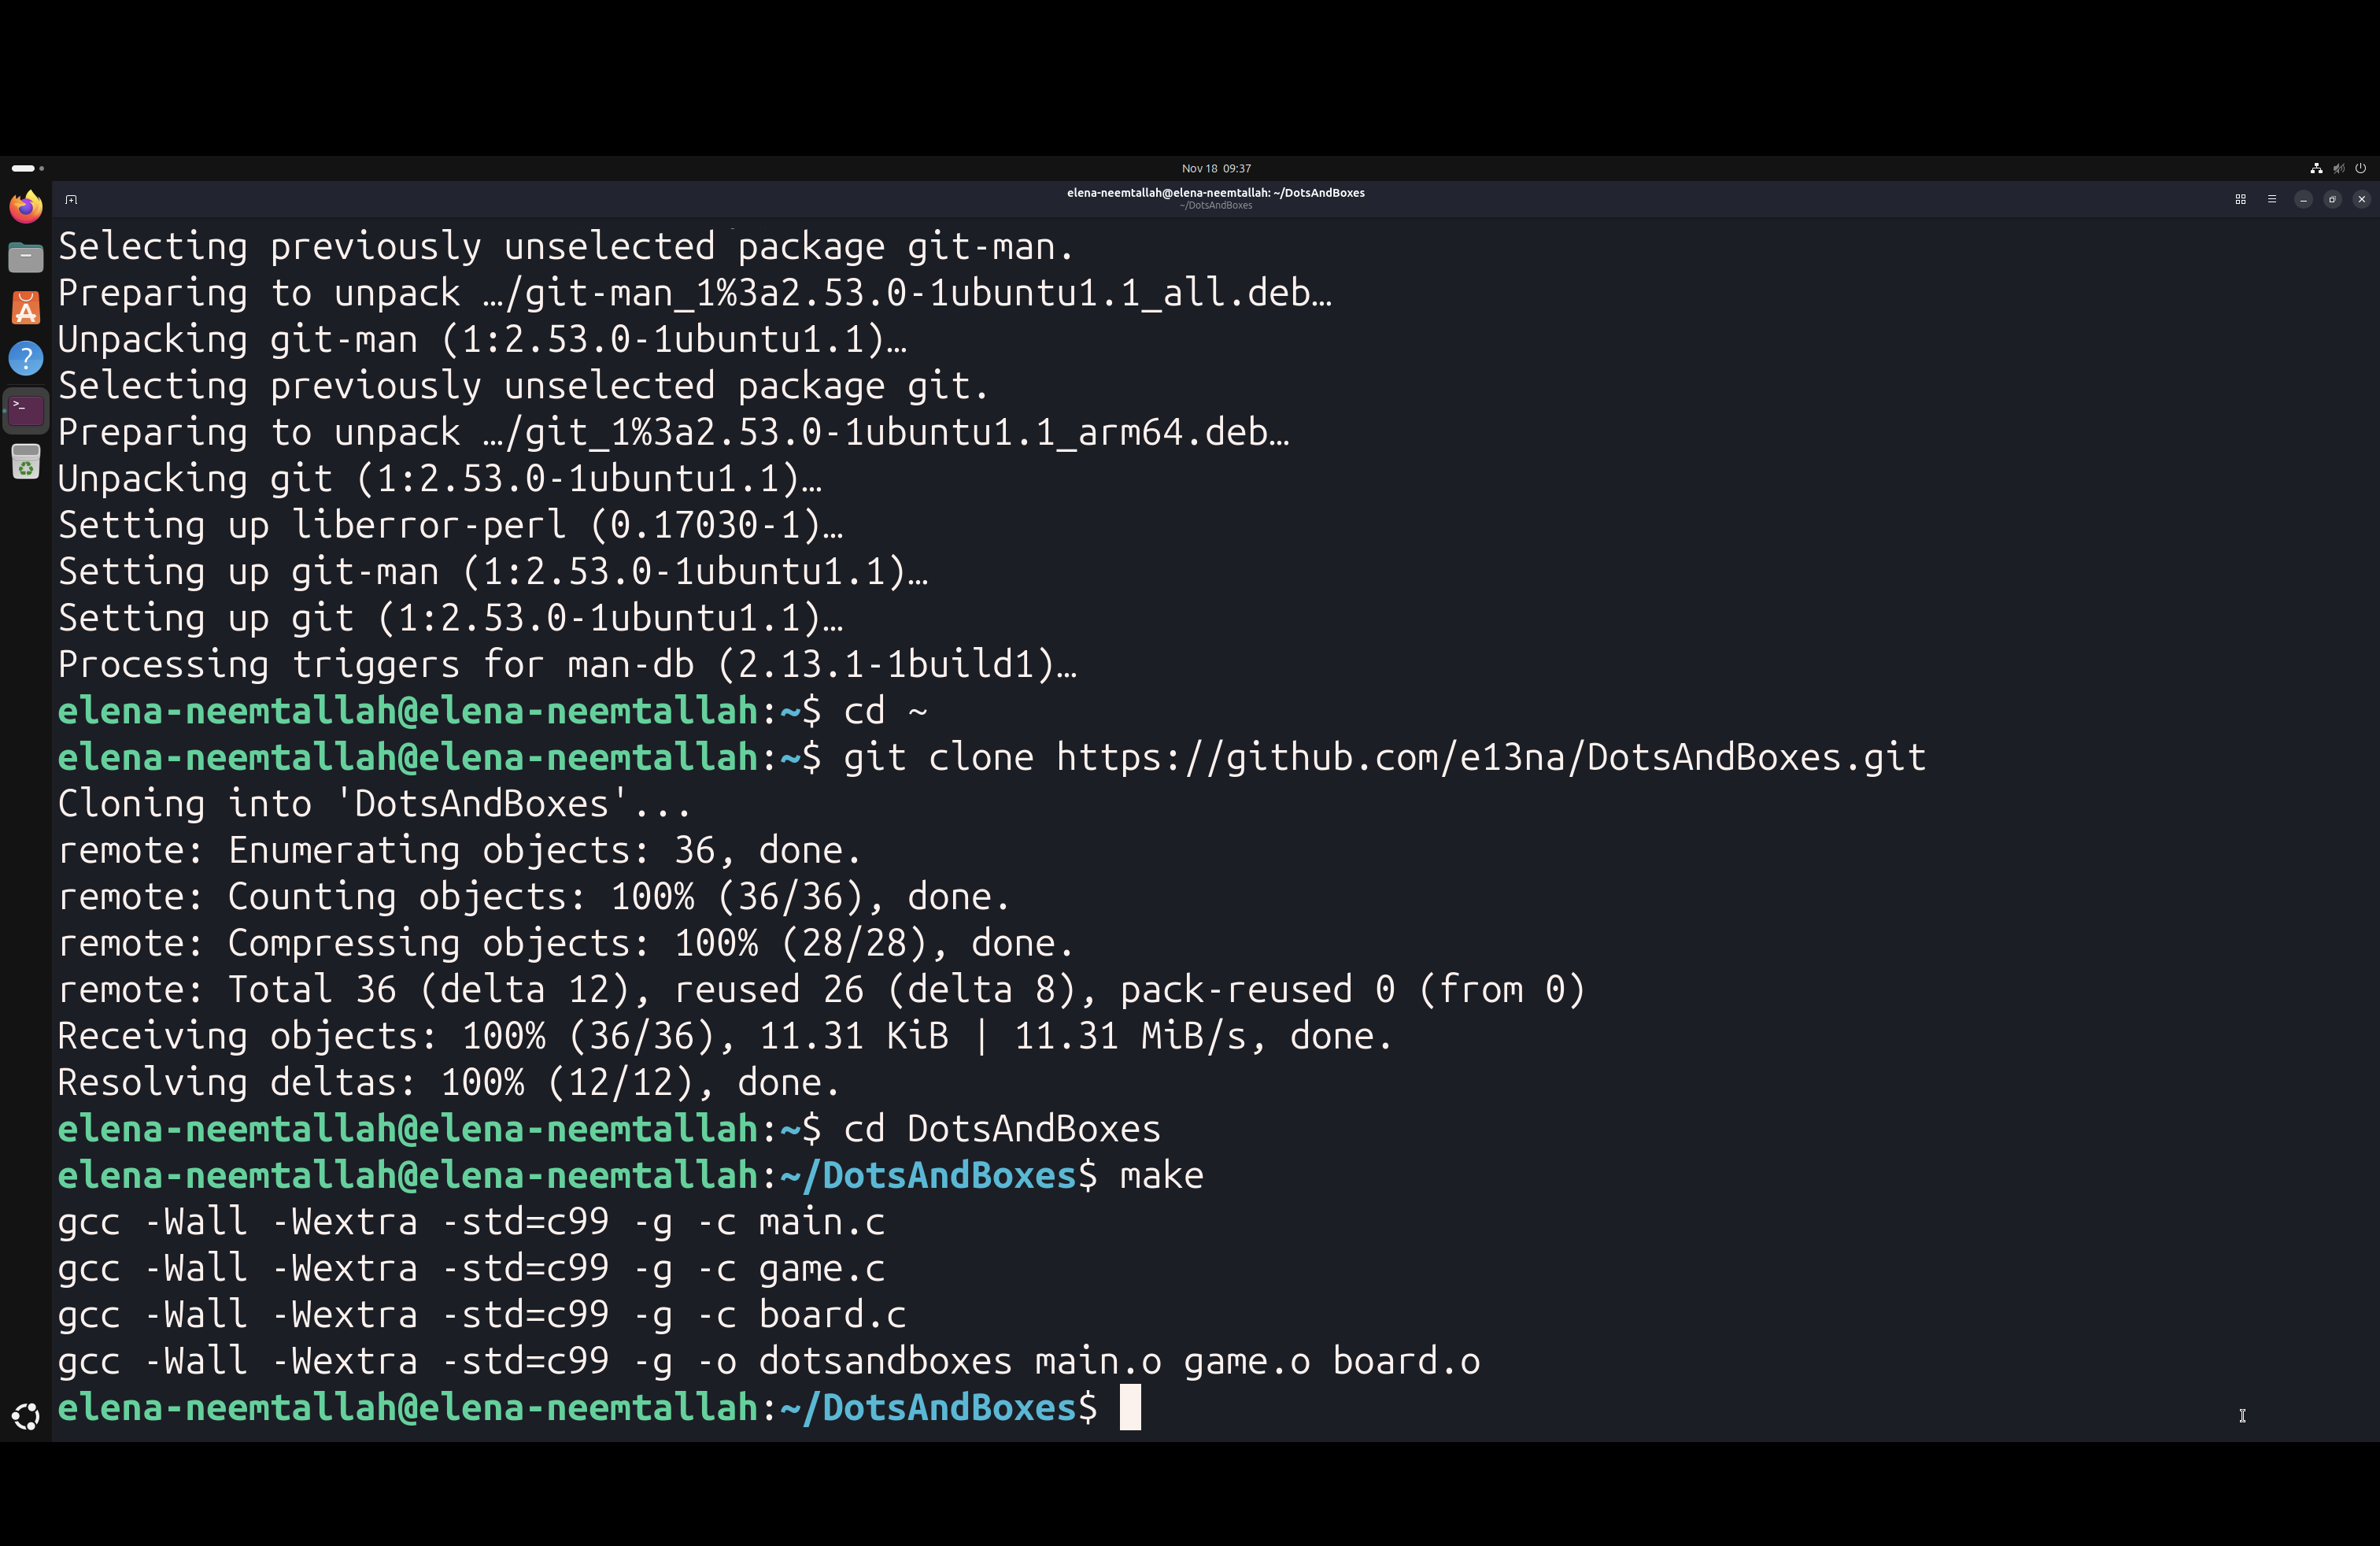 Nov 18 09:37
elena-neemtallah@elena-neemtallah: ~/DotsAndBoxes
~/DotsAndBoxes
Selecting previously unselected package git-man.
Preparing to unpack …/git-man_1%3a2.53.0-1ubuntu1.1_all.deb…
Unpacking git-man (1:2.53.0-1ubuntu1.1)…
Selecting previously unselected package git.
Preparing to unpack …/git_1%3a2.53.0-1ubuntu1.1_arm64.deb…
Unpacking git (1:2.53.0-1ubuntu1.1)…
Setting up liberror-perl (0.17030-1)…
Setting up git-man (1:2.53.0-1ubuntu1.1)…
Setting up git (1:2.53.0-1ubuntu1.1)…
Processing triggers for man-db (2.13.1-1build1)…
elena-neemtallah@elena-neemtallah:~$ cd ~
elena-neemtallah@elena-neemtallah:~$ git clone https://github.com/e13na/DotsAndBoxes.git
Cloning into 'DotsAndBoxes'...
remote: Enumerating objects: 36, done.
remote: Counting objects: 100% (36/36), done.
remote: Compressing objects: 100% (28/28), done.
remote: Total 36 (delta 12), reused 26 (delta 8), pack-reused 0 (from 0)
Receiving objects: 100% (36/36), 11.31 KiB | 11.31 MiB/s, done.
Resolving deltas: 100% (12/12), done.
elena-neemtallah@elena-neemtallah:~$ cd DotsAndBoxes
elena-neemtallah@elena-neemtallah:~/DotsAndBoxes$ make
gcc -Wall -Wextra -std=c99 -g -c main.c
gcc -Wall -Wextra -std=c99 -g -c game.c
gcc -Wall -Wextra -std=c99 -g -c board.c
gcc -Wall -Wextra -std=c99 -g -o dotsandboxes main.o game.o board.o
elena-neemtallah@elena-neemtallah:~/DotsAndBoxes$